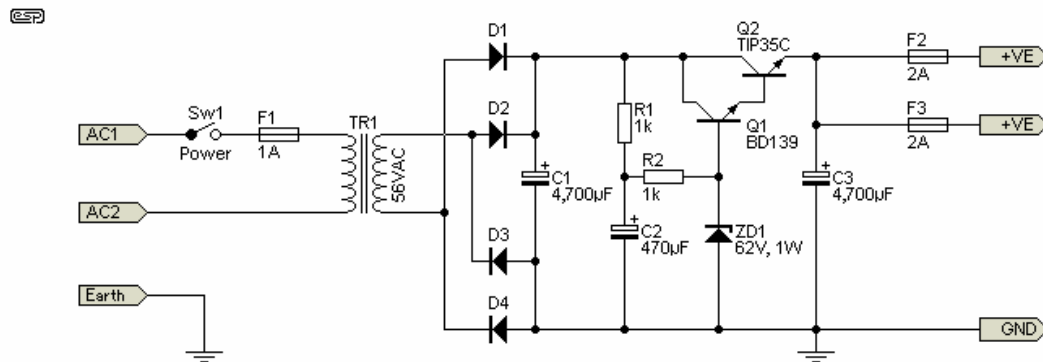 esp
D1
Q2
TIP35C
F2
+VE
2A
Sw1
F1
TR1
D2
R1
1k
Q1
BD139
F3
+VE
2A
AC1
Power
1A
56VAC
C1
4,700µF
R2
1k
C3
4,700µF
AC2
D3
C2
470µF
ZD1
62V, 1W
Earth
D4
GND